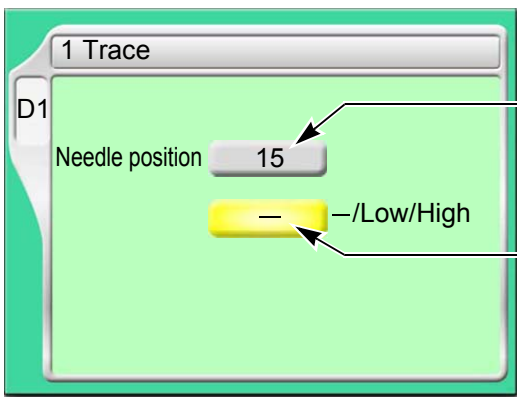 1 Trace
D1
Needle position 15
– –/Low/High